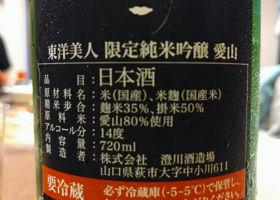 東洋美人 限定純米吟醸 愛山
品目：日本酒
原材料名：米（国産）、米麹（国産米）
精米歩合：麹米35％、掛米50％
原料米：愛山80％使用
アルコール分：14度
内容量：720ml
製造者：株式会社 澄川酒造場
山口県萩市大字中小川611
要冷蔵 必ず冷蔵庫（-5~5℃）で保管し、